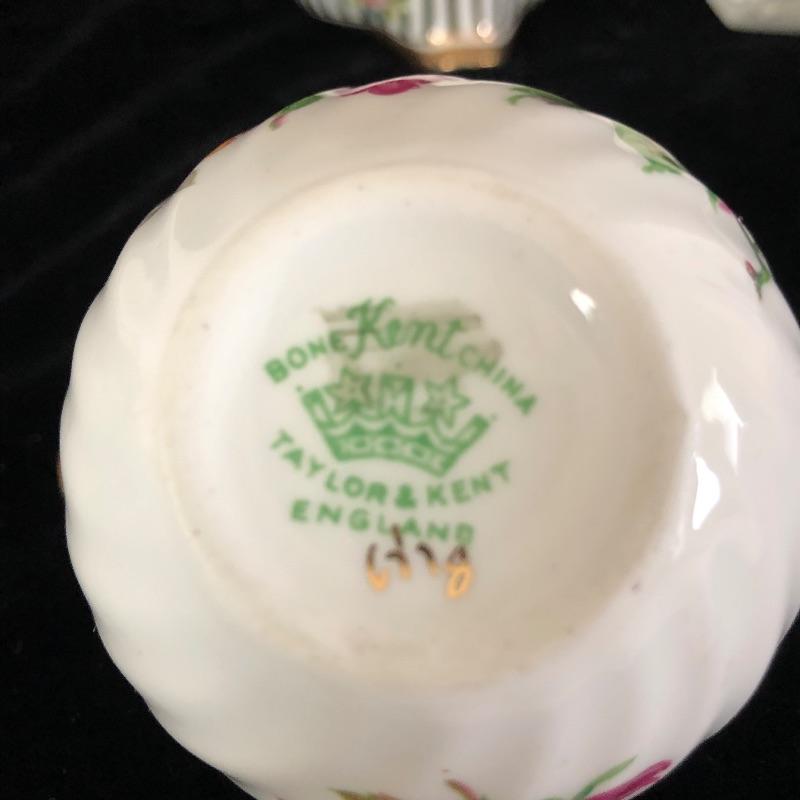 Kent
BONE CHINA
TAYLOR & KENT
ENGLAND